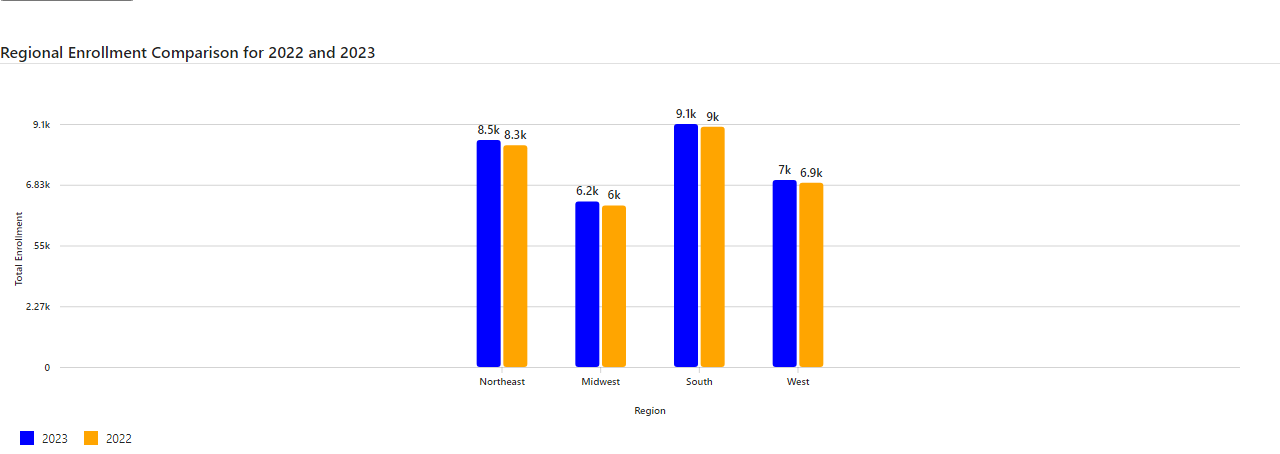 Regional Enrollment Comparison for 2022 and 2023
9.1k
6.83k
55k
2.27k
0
Total Enrollment
8.5k
8.3k
6.2k
6k
9.1k
9k
7k
6.9k
Northeast
Midwest
South
West
Region
2023
2022